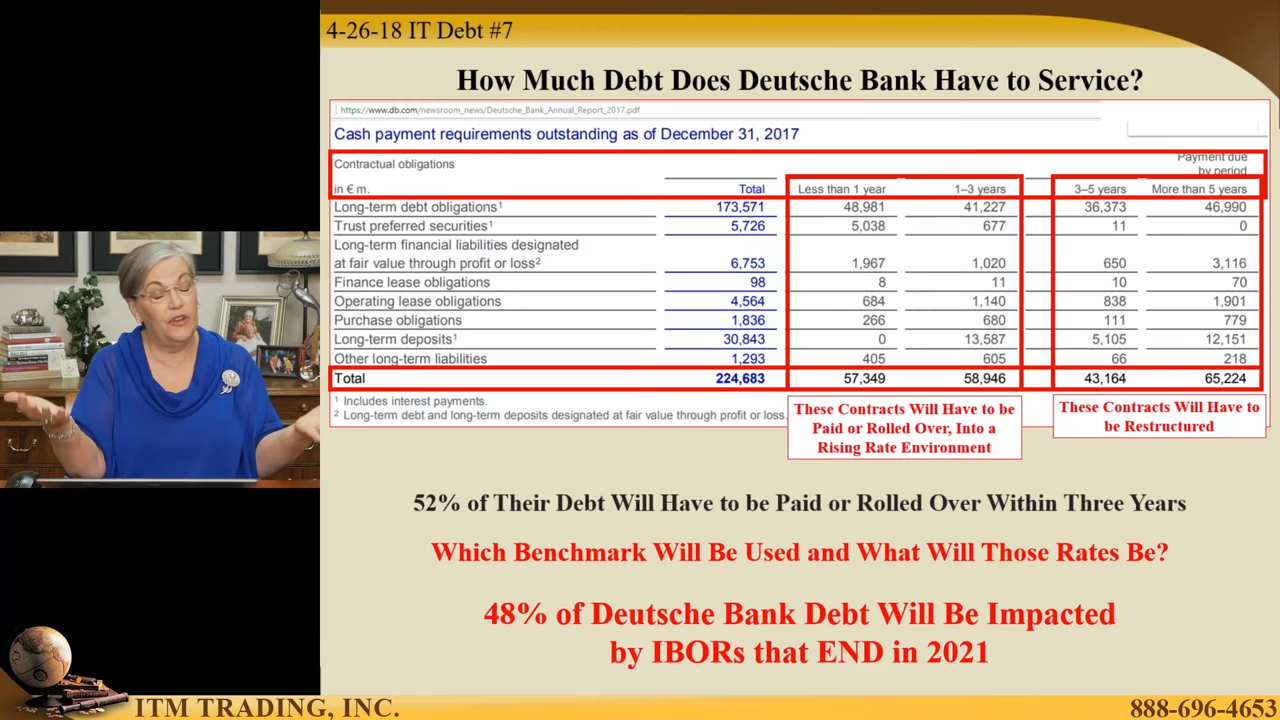 4-26-18 IT Debt #7
How Much Debt Does Deutsche Bank Have to Service?
https://www.db.com/newsroom_news/Deutsche_Bank_Annual_Report_2017.pdf
Cash payment requirements outstanding as of December 31, 2017
Contractual obligations Payment due
by period
in € m. Total Less than 1 year 1–3 years 3–5 years More than 5 years
Long-term debt obligations¹ 173,571 48,981 41,227 36,373 46,990
Trust preferred securities¹ 5,726 5,038 677 11 0
Long-term financial liabilities designated
at fair value through profit or loss² 6,753 1,967 1,020 650 3,116
Finance lease obligations 98 8 11 10 70
Operating lease obligations 4,564 684 1,140 838 1,901
Purchase obligations 1,836 266 680 111 779
Long-term deposits¹ 30,843 0 13,587 5,105 12,151
Other long-term liabilities 1,293 405 605 66 218
Total 224,683 57,349 58,946 43,164 65,224
¹ Includes interest payments.
² Long-term debt and long-term deposits designated at fair value through profit or loss.
These Contracts Will Have to be
Paid or Rolled Over, Into a
Rising Rate Environment
These Contracts Will Have to
be Restructured
52% of Their Debt Will Have to be Paid or Rolled Over Within Three Years
Which Benchmark Will Be Used and What Will Those Rates Be?
48% of Deutsche Bank Debt Will Be Impacted
by IBORs that END in 2021
ITM TRADING, INC.
888-696-4653